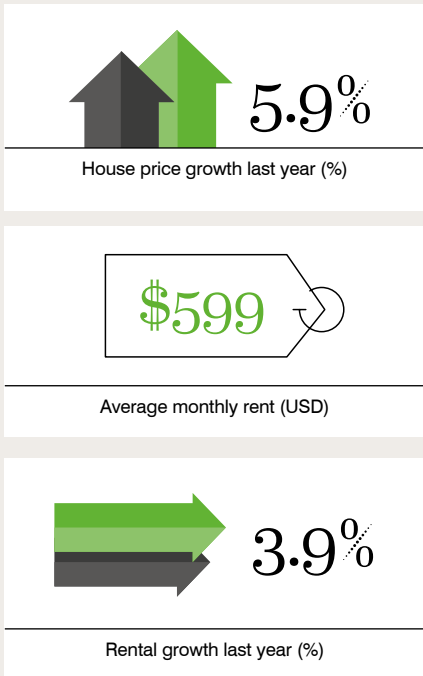 5.9%
House price growth last year (%)
$599
Average monthly rent (USD)
3.9%
Rental growth last year (%)